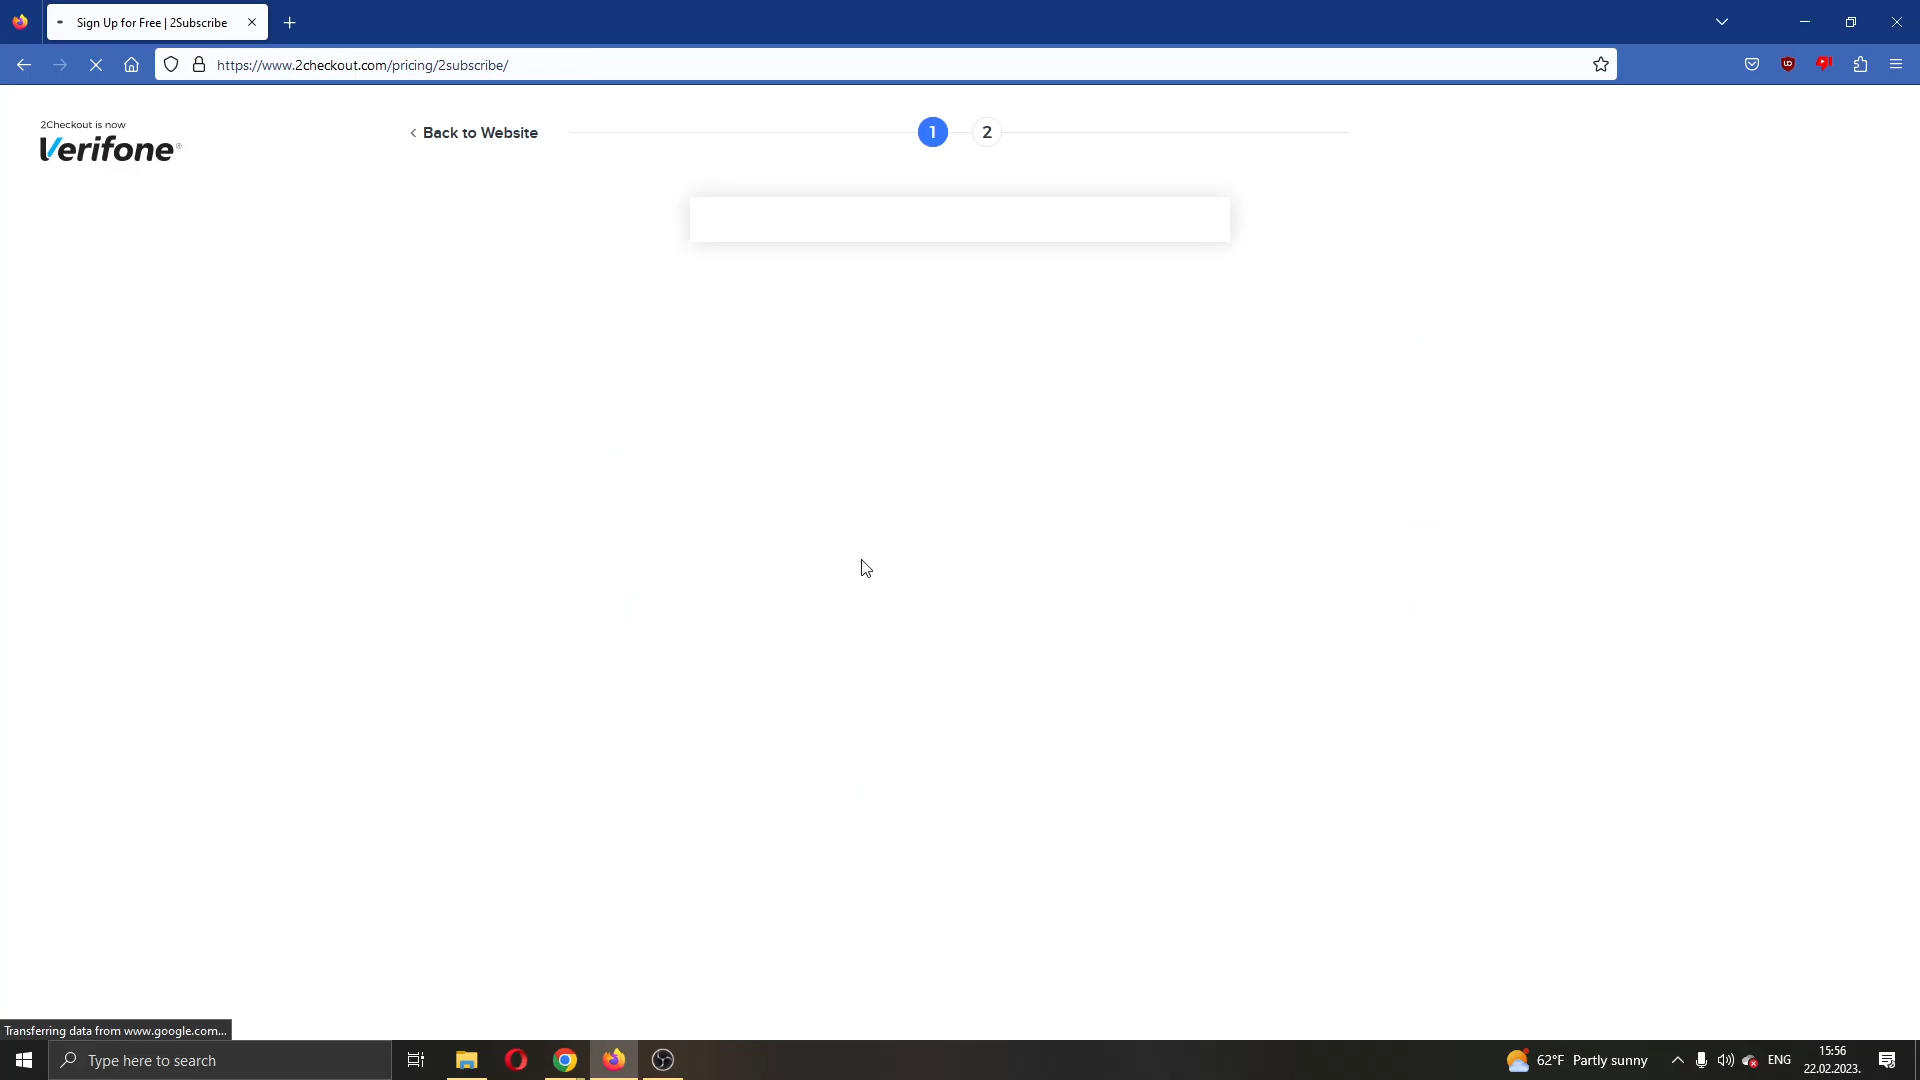 Sign Up for Free | 2Subscribe
https://www.2checkout.com/pricing/2subscribe/
2Checkout is now
Verifone
Back to Website
1
2
Transferring data from www.google.com...
Type here to search
62°F Partly sunny
ENG
15:56
22.02.2023.